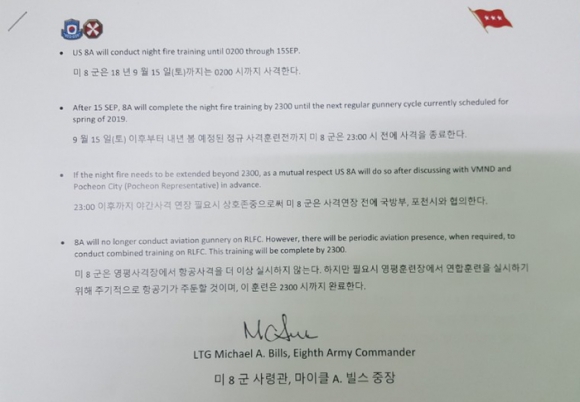 • US 8A will conduct night fire training until 0200 through 15SEP.
미 8 군은 18 년 9 월 15 일(토)까지는 0200 시까지 사격한다.
• After 15 SEP, 8A will complete the night fire training by 2300 until the next regular gunnery cycle currently scheduled for
spring of 2019.
9 월 15 일(토) 이후부터 내년 봄 예정된 정규 사격훈련전까지 미 8 군은 23:00 시 전에 사격을 종료한다.
• If the night fire needs to be extended beyond 2300, as a mutual respect US 8A will do so after discussing with VMND and
Pocheon City (Pocheon Representative) in advance.
23:00 이후까지 야간사격 연장 필요시 상호존중으로써 미 8 군은 사격연장 전에 국방부, 포천시와 협의한다.
• 8A will no longer conduct aviation gunnery on RLFC. However, there will be periodic aviation presence, when required, to
conduct combined training on RLFC. This training will be complete by 2300.
미 8 군은 영평사격장에서 항공사격을 더 이상 실시하지 않는다. 하지만 필요시 영평훈련장에서 연합훈련을 실시하기
위해 주기적으로 항공기가 주둔할 것이며, 이 훈련은 2300 시까지 완료한다.
LTG Michael A. Bills, Eighth Army Commander
미 8 군 사령관, 마이클 A. 빌스 중장